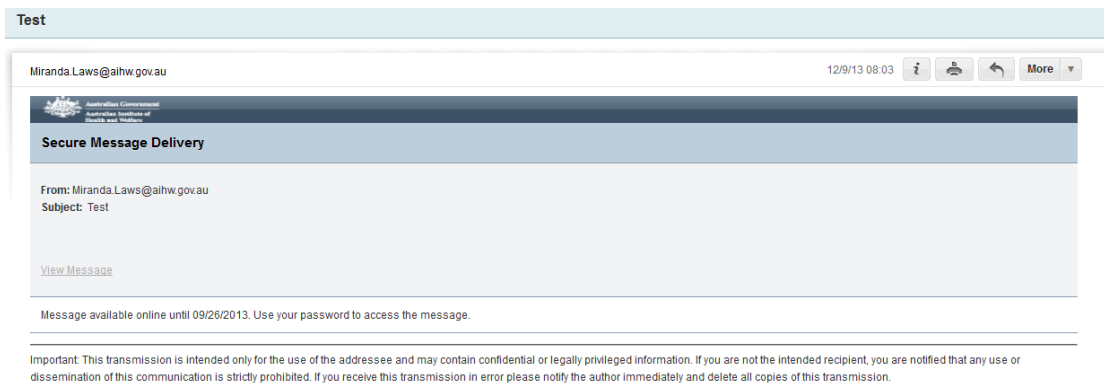 Test
Miranda.Laws@aihw.gov.au
12/9/13 08:03
i
More
Australian Government
Australian Institute of
Health and Welfare
Secure Message Delivery
From: Miranda.Laws@aihw.gov.au
Subject: Test
View Message
Message available online until 09/26/2013. Use your password to access the message.
Important: This transmission is intended only for the use of the addressee and may contain confidential or legally privileged information. If you are not the intended recipient, you are notified that any use or
dissemination of this communication is strictly prohibited. If you receive this transmission in error please notify the author immediately and delete all copies of this transmission.